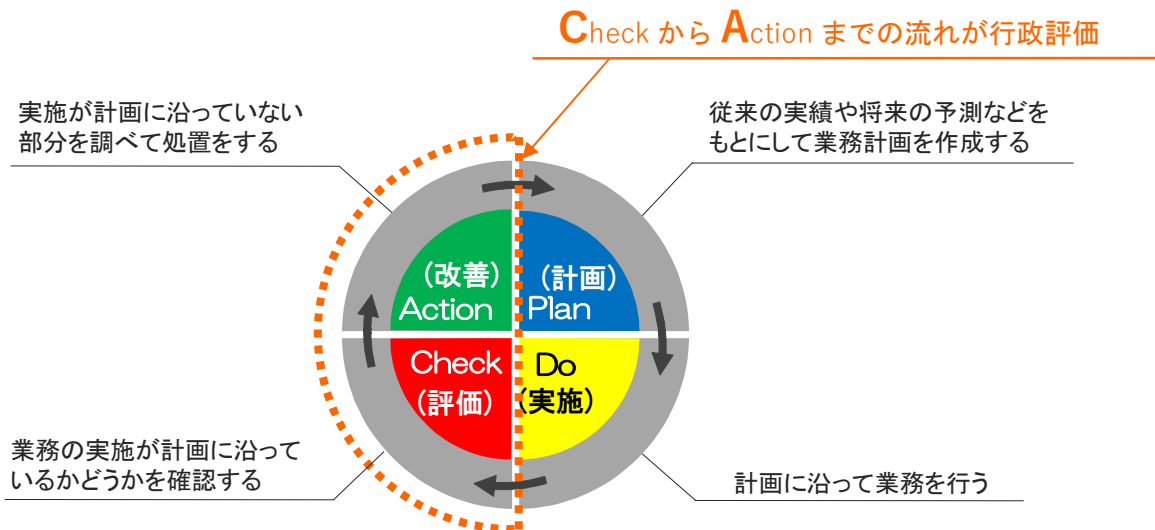 Check から Action までの流れが行政評価
実施が計画に沿っていない
部分を調べて処置をする
従来の実績や将来の予測などを
もとにして業務計画を作成する
(改善)
Action
(計画)
Plan
Check
(評価)
Do
(実施)
業務の実施が計画に沿って
いるかどうかを確認する
計画に沿って業務を行う